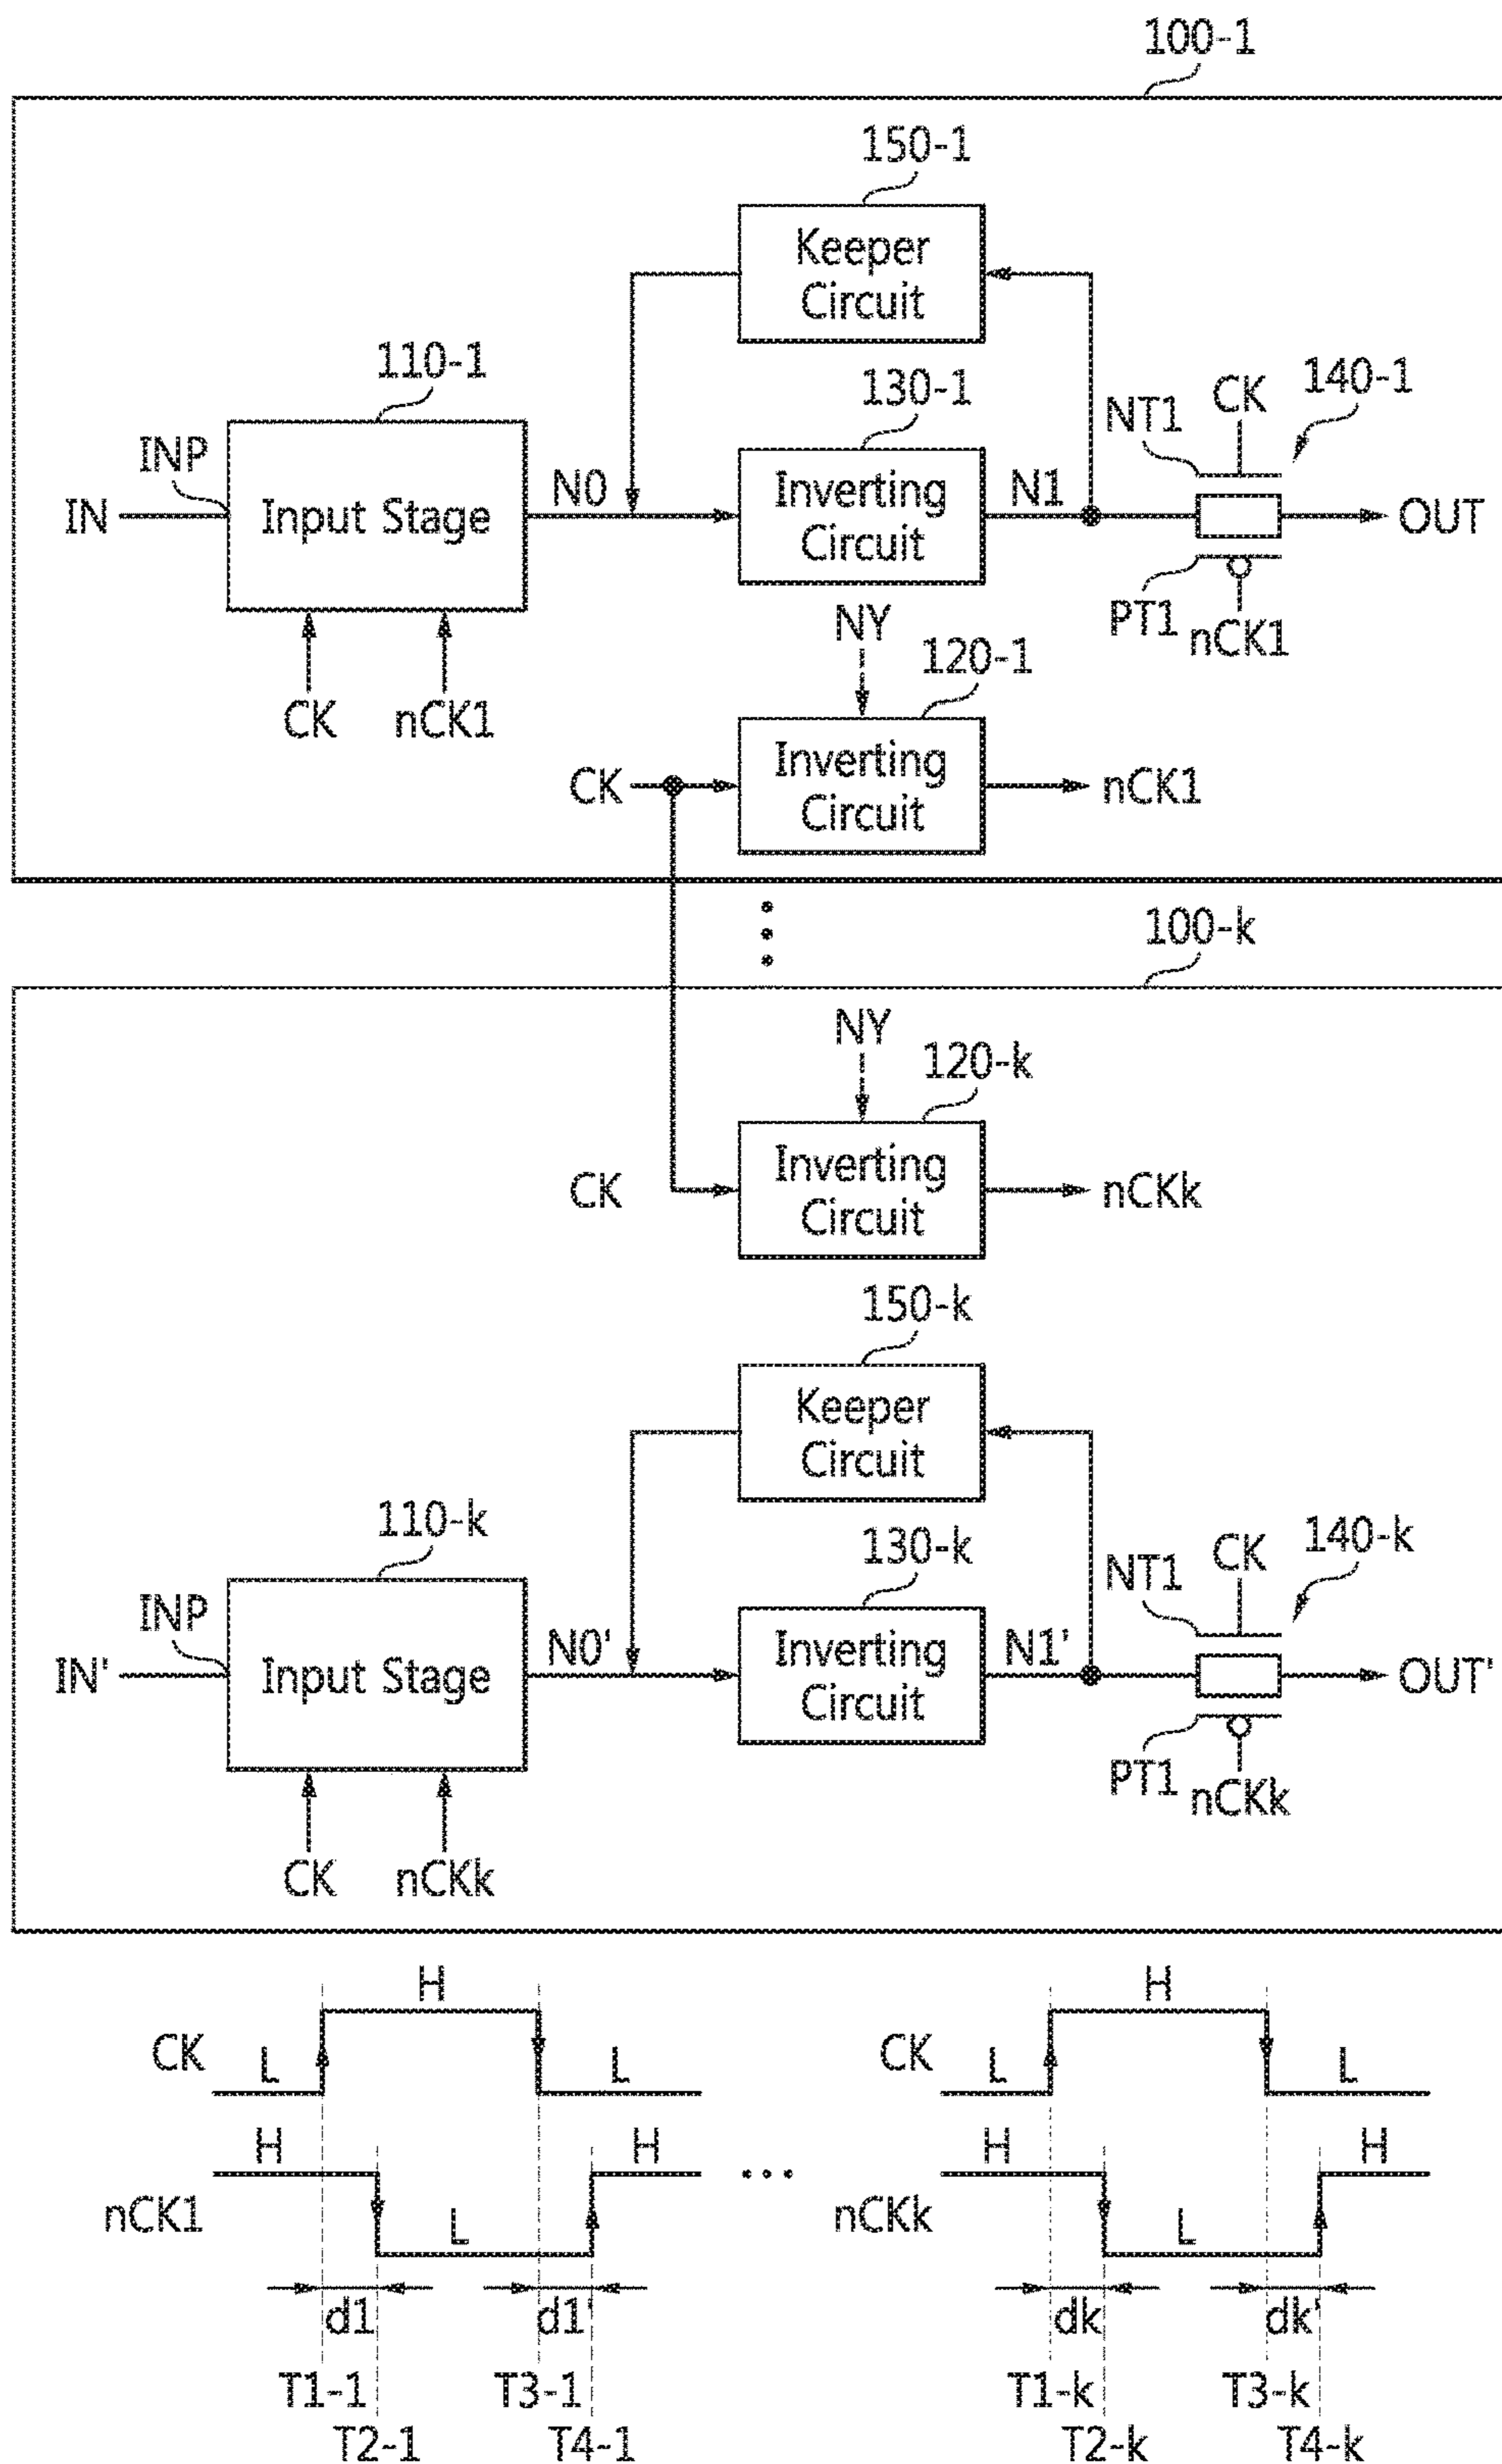 100-1
150-1
Keeper
Circuit
110-1
130-1
CK
140-1
NT1
INP
N0
N1
IN
Input Stage
Inverting
Circuit
OUT
NY
PT1
nCK1
120-1
CK
nCK1
CK
Inverting
Circuit
nCK1
100-k
NY
120-k
CK
Inverting
Circuit
nCKk
150-k
Keeper
Circuit
110-k
130-k
CK
140-k
NT1
INP
N0'
N1'
IN'
Input Stage
Inverting
Circuit
OUT'
PT1
nCKk
CK
nCKk
H
H
CK
L
L
CK
L
L
H
H
H
H
nCK1
L
nCKk
L
d1
d1'
dk
dk'
T1-1
T3-1
T1-k
T3-k
T2-1
T4-1
T2-k
T4-k